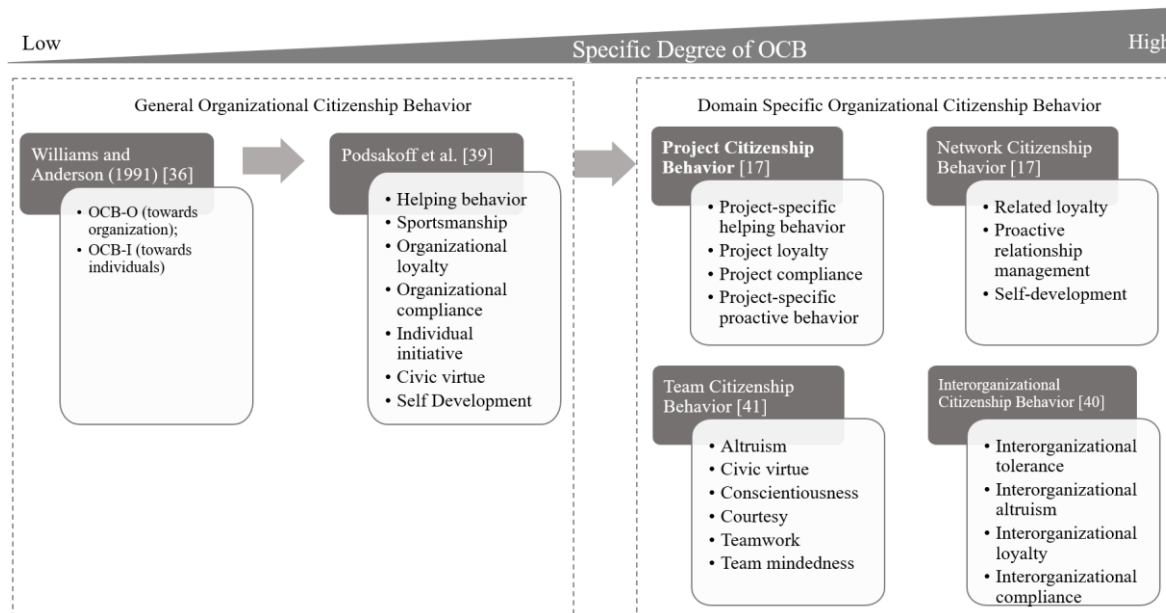 Low
Specific Degree of OCB
High
General Organizational Citizenship Behavior
Williams and
Anderson (1991) [36]
• OCB-O (towards
organization);
• OCB-I (towards
individuals)
Podsakoff et al. [39]
• Helping behavior
• Sportsmanship
• Organizational
loyalty
• Organizational
compliance
• Individual
initiative
• Civic virtue
• Self Development
Domain Specific Organizational Citizenship Behavior
Project Citizenship
Behavior [17]
• Project-specific
helping behavior
• Project loyalty
• Project compliance
• Project-specific
proactive behavior
Network Citizenship
Behavior [17]
• Related loyalty
• Proactive
relationship
management
• Self-development
Team Citizenship
Behavior [41]
• Altruism
• Civic virtue
• Conscientiousness
• Courtesy
• Teamwork
• Team mindedness
Interorganizational
Citizenship Behavior [40]
• Interorganizational
tolerance
• Interorganizational
altruism
• Interorganizational
loyalty
• Interorganizational
compliance